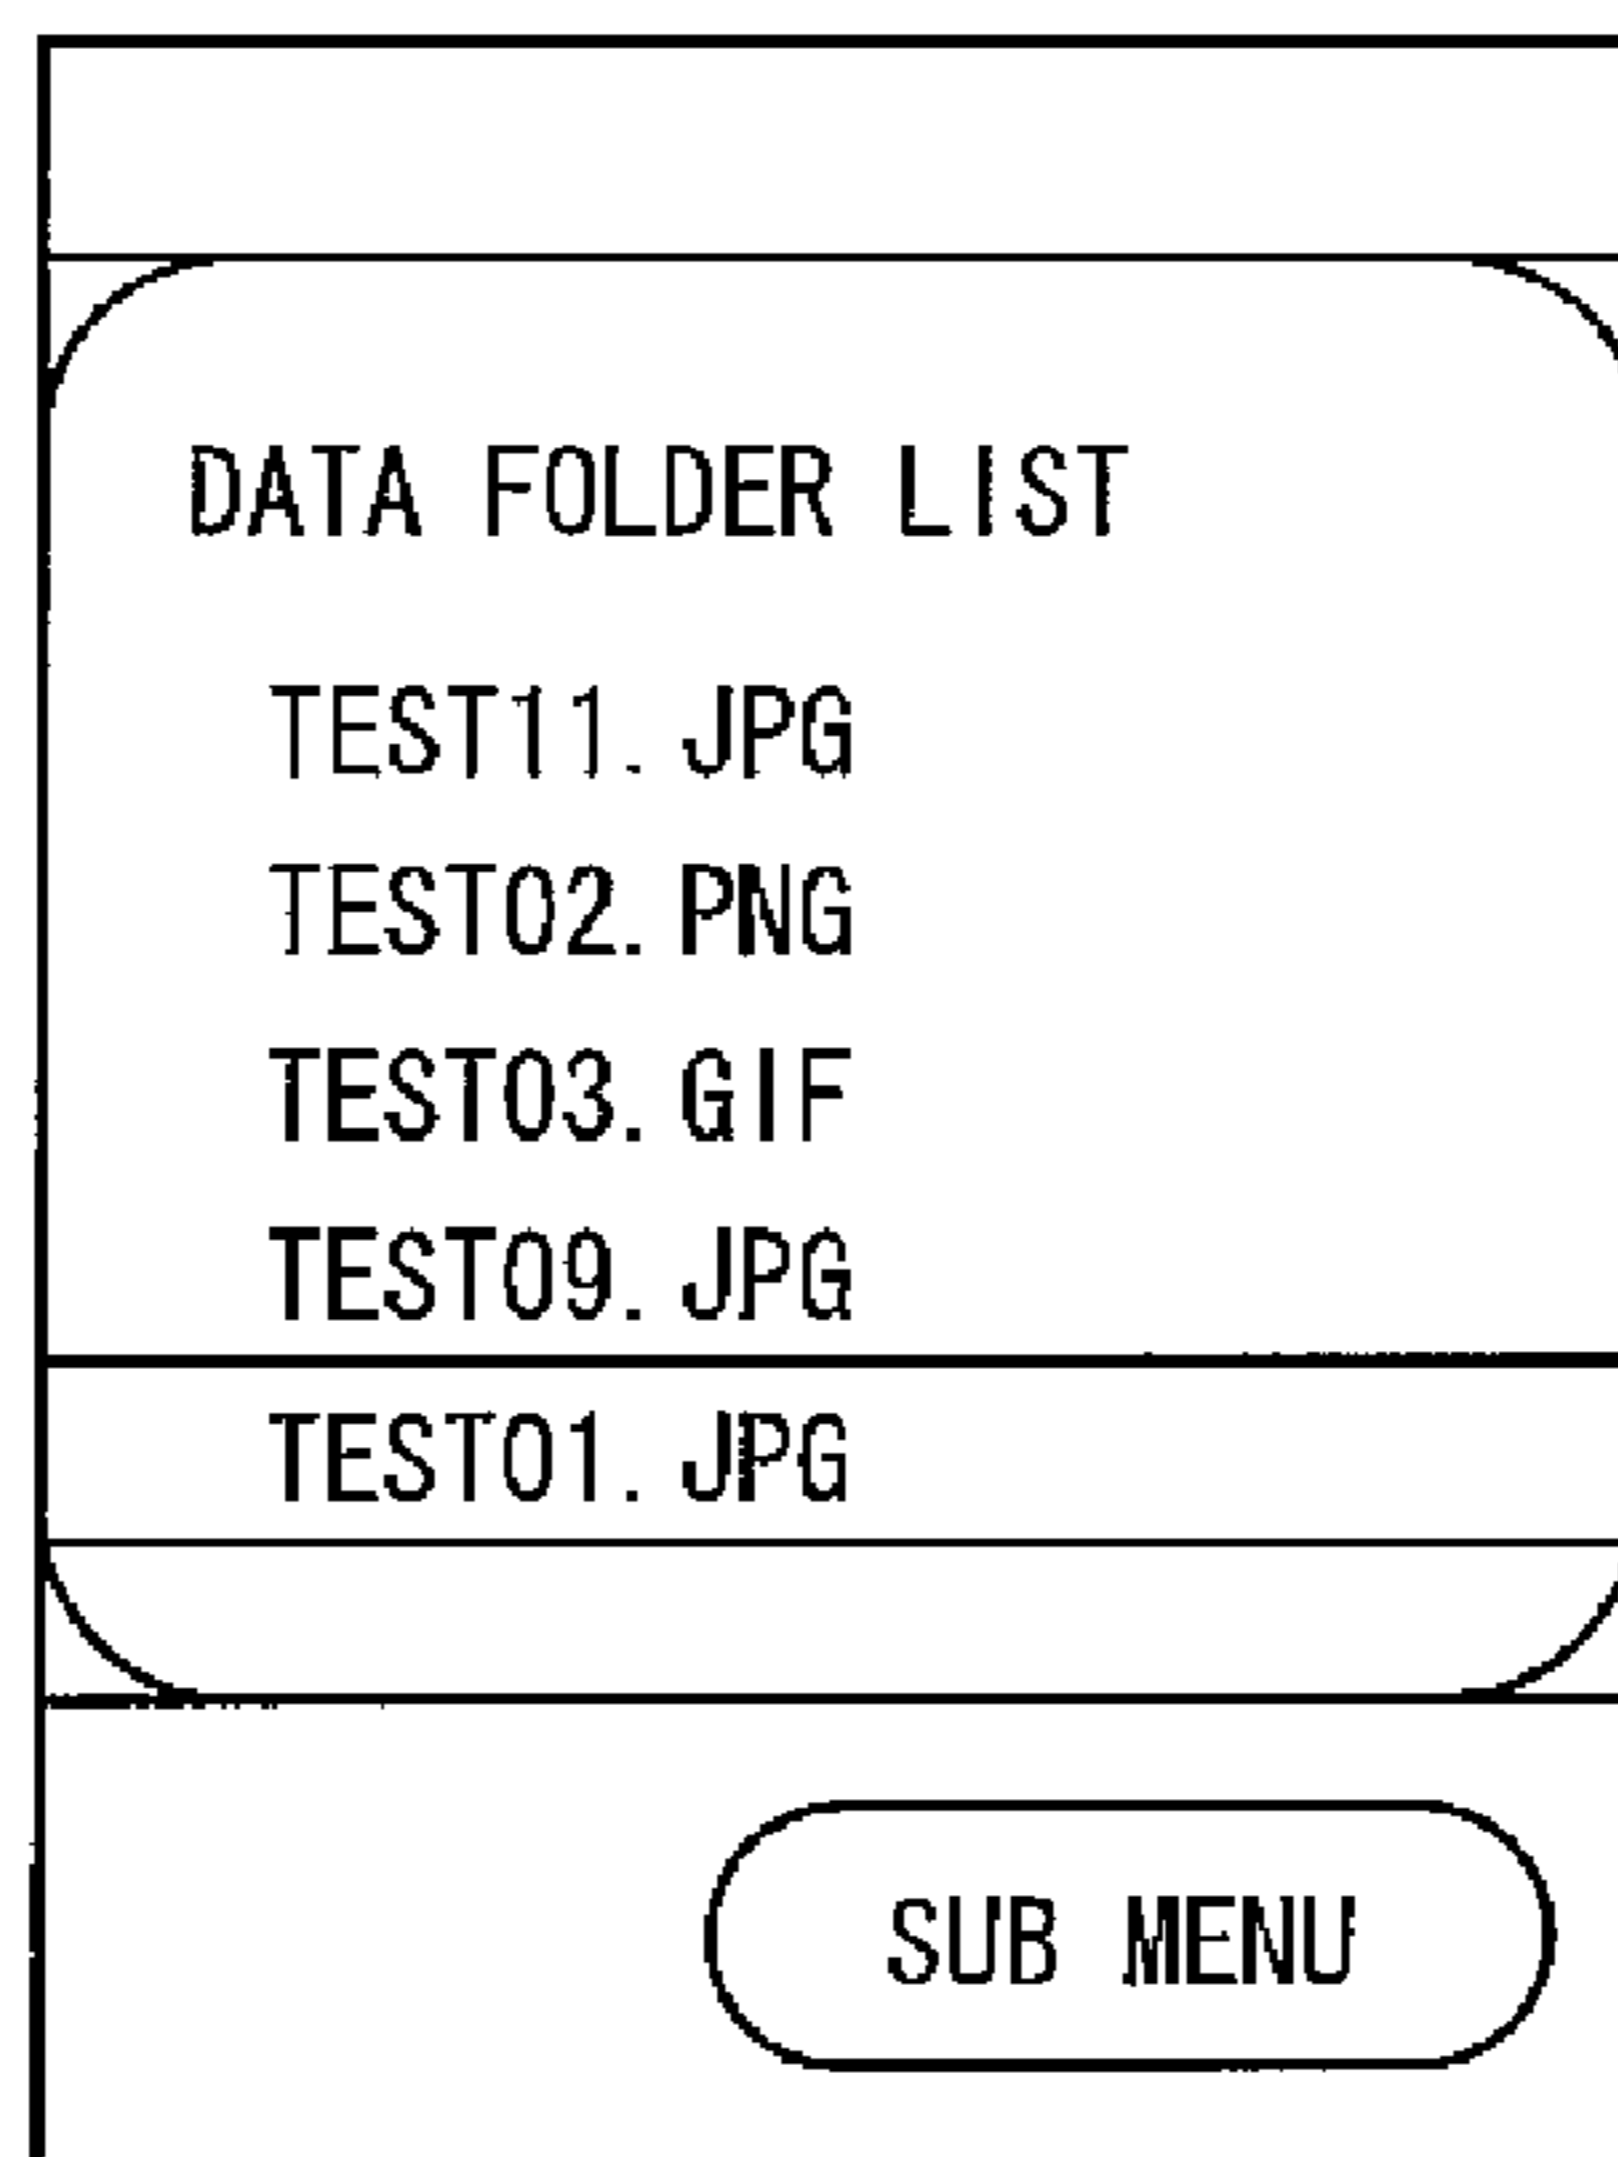 DATA FOLDER LIST
TEST11.JPG
TEST02.PNG
TEST03.GIF
TEST09.JPG
TEST01.JPG
SUB MENU